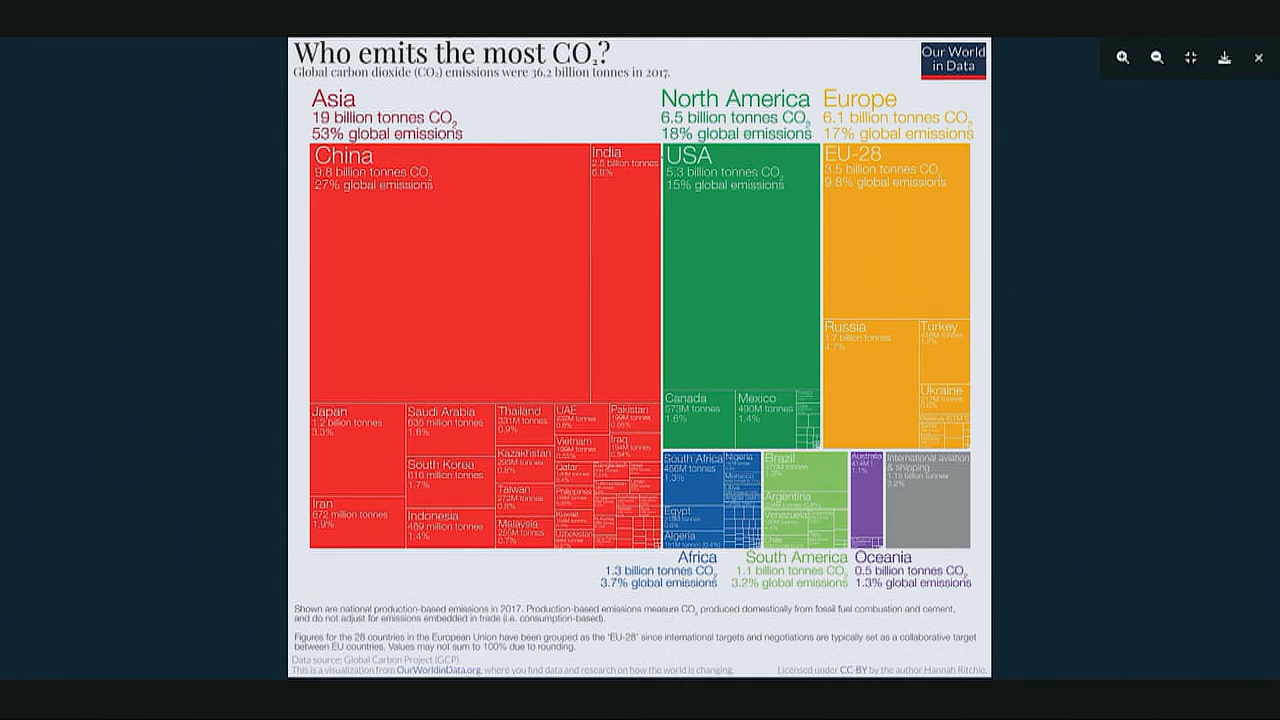 Who emits the most CO₂?
Global carbon dioxide (CO₂) emissions were 36.2 billion tonnes in 2017.
Our World
in Data
Asia
19 billion tonnes CO₂
53% global emissions
North America
6.5 billion tonnes CO₂
18% global emissions
Europe
6.1 billion tonnes CO₂
17% global emissions
China
9.8 billion tonnes CO₂
27% global emissions
India
2.5 billion tonnes
6.8%
USA
5.3 billion tonnes CO₂
15% global emissions
EU-28
3.5 billion tonnes CO₂
9.8% global emissions
Russia
1.7 billion tonnes
4.7%
Turkey
1.2%
Ukraine
Japan
1.2 billion tonnes
3.3%
Saudi Arabia
635 million tonnes
1.8%
Thailand
331M tonnes
0.9%
UAE
Pakistan
Vietnam
Iraq
Kazakhstan
0.8%
South Korea
616 million tonnes
1.7%
Qatar
Taiwan
272M tonnes
0.8%
Philippines
Iran
672 million tonnes
1.9%
Indonesia
489 million tonnes
1.4%
Malaysia
0.7%
Kuwait
Uzbekistan
Canada
573M tonnes
1.6%
Mexico
490M tonnes
1.4%
South Africa
456M tonnes
1.3%
Nigeria
Morocco
Egypt
0.6%
Algeria
Brazil
1.3%
Argentina
Venezuela
Chile
Australia
1.1%
International aviation
& shipping
1.15 billion tonnes
3.2%
Africa
1.3 billion tonnes CO₂
3.7% global emissions
South America
1.1 billion tonnes CO₂
3.2% global emissions
Oceania
0.5 billion tonnes CO₂
1.3% global emissions
Shown are national production-based emissions in 2017. Production-based emissions measure CO₂ produced domestically from fossil fuel combustion and cement,
and do not adjust for emissions embedded in trade (i.e. consumption-based).
Figures for the 28 countries in the European Union have been grouped as the 'EU-28' since international targets and negotiations are typically set as a collaborative target
between EU countries. Values may not sum to 100% due to rounding.
Data source: Global Carbon Project (GCP).
This is a visualization from OurWorldinData.org, where you find data and research on how the world is changing.
Licensed under CC-BY by the author Hannah Ritchie.